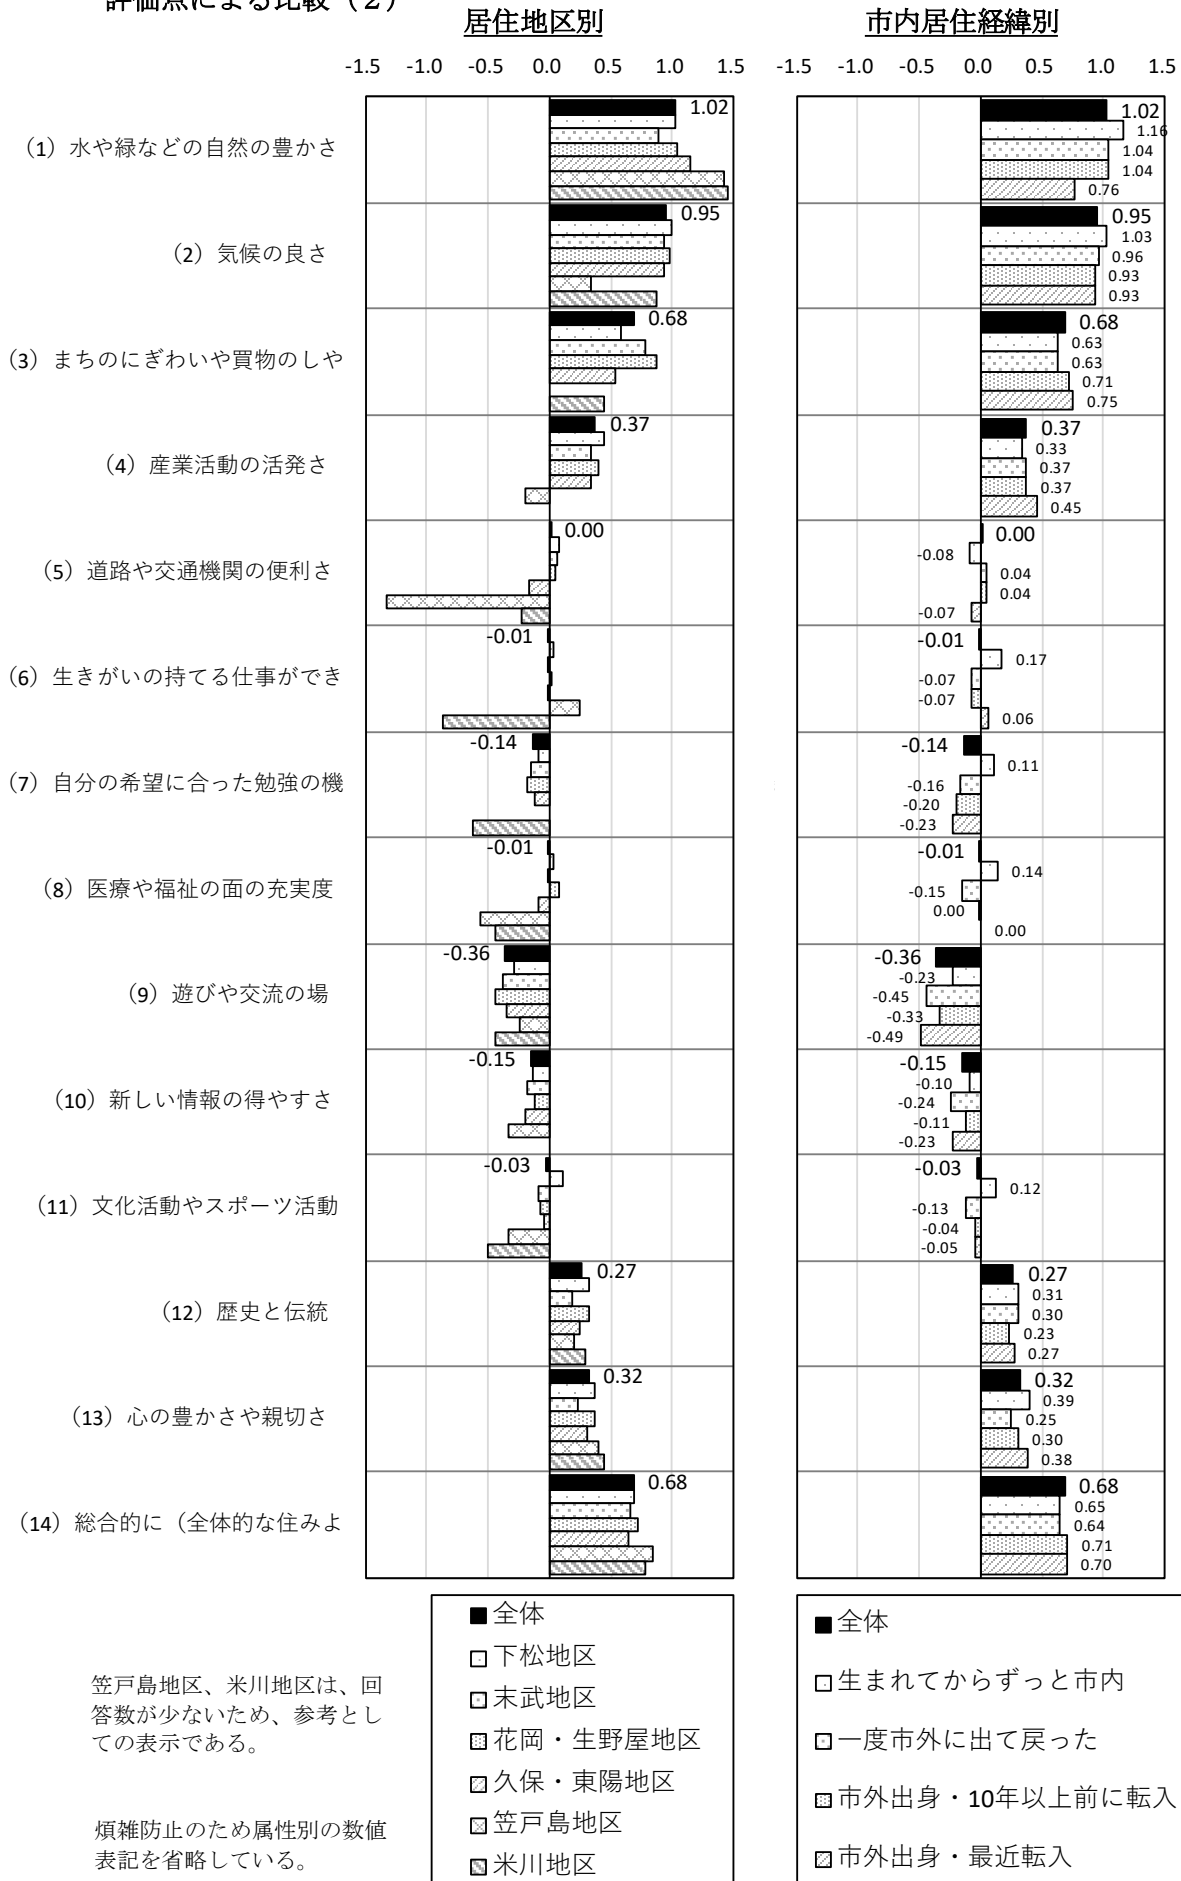 評価点による比較（２）
居住地区別
市内居住経緯別
-1.5 -1.0 -0.5 0.0 0.5 1.0 1.5
-1.5 -1.0 -0.5 0.0 0.5 1.0 1.5
（1）水や緑などの自然の豊かさ
1.02
1.02
1.16
1.04
1.04
0.76
（2）気候の良さ
0.95
0.95
1.03
0.96
0.93
0.93
（3）まちのにぎわいや買物のしや
0.68
0.68
0.63
0.63
0.71
0.75
（4）産業活動の活発さ
0.37
0.37
0.33
0.37
0.37
0.45
（5）道路や交通機関の便利さ
0.00
0.00
-0.08
0.04
0.04
-0.07
（6）生きがいの持てる仕事ができ
-0.01
-0.01
0.17
-0.07
-0.07
0.06
（7）自分の希望に合った勉強の機
-0.14
-0.14
0.11
-0.16
-0.20
-0.23
（8）医療や福祉の面の充実度
-0.01
-0.01
0.14
-0.15
0.00
0.00
（9）遊びや交流の場
-0.36
-0.36
-0.23
-0.45
-0.33
-0.49
（10）新しい情報の得やすさ
-0.15
-0.15
-0.10
-0.24
-0.11
-0.23
（11）文化活動やスポーツ活動
-0.03
-0.03
0.12
-0.13
-0.04
-0.05
（12）歴史と伝統
0.27
0.27
0.31
0.30
0.23
0.27
（13）心の豊かさや親切さ
0.32
0.32
0.39
0.25
0.30
0.38
（14）総合的に（全体的な住みよ
0.68
0.68
0.65
0.64
0.71
0.70
笠戸島地区、米川地区は、回
答数が少ないため、参考とし
ての表示である。
煩雑防止のため属性別の数値
表記を省略している。
全体
下松地区
末武地区
花岡・生野屋地区
久保・東陽地区
笠戸島地区
米川地区
全体
生まれてからずっと市内
一度市外に出て戻った
市外出身・10年以上前に転入
市外出身・最近転入